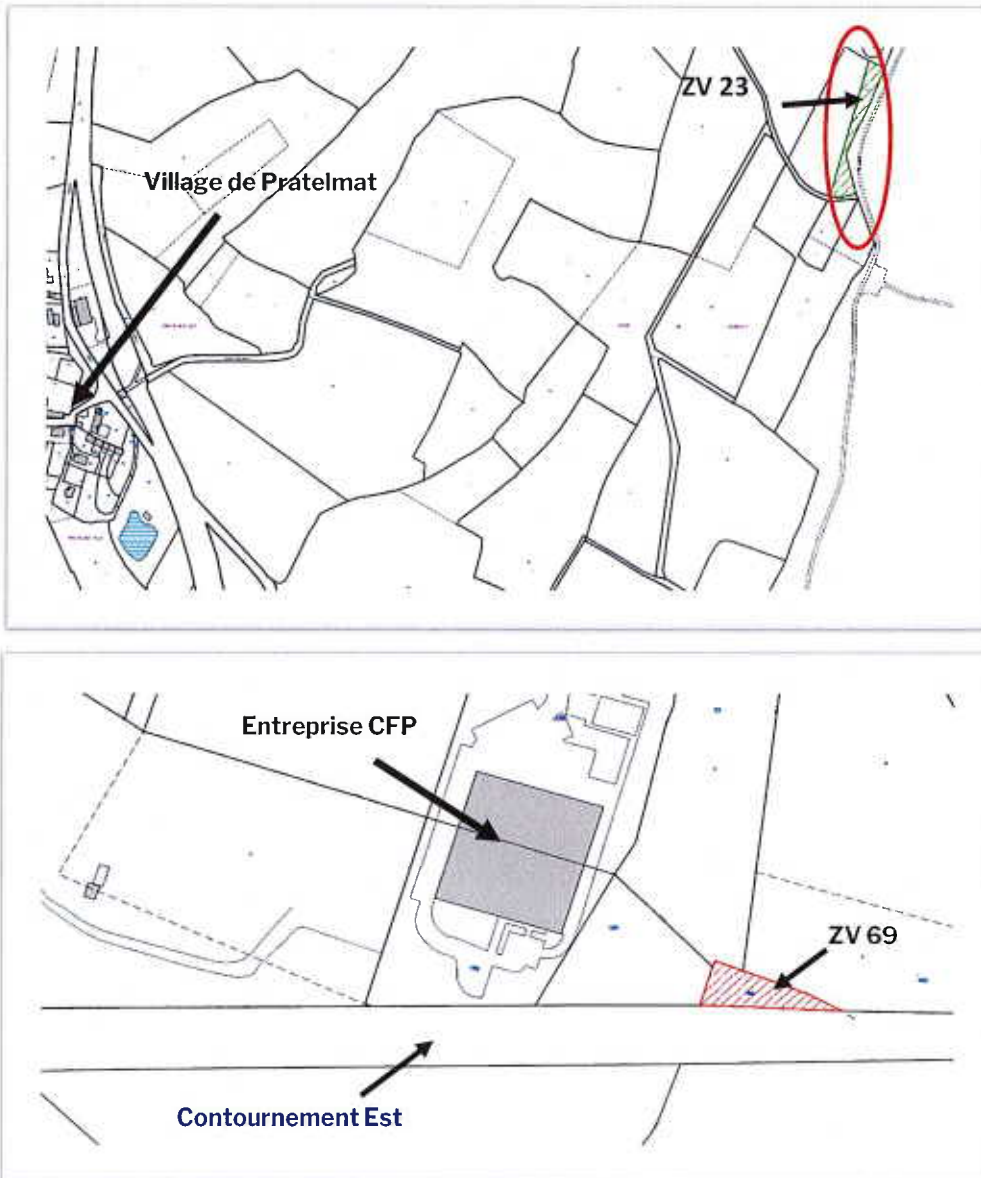 ZV 23
Village de Pratelmat
Entreprise CFP
ZV 69
Contournement Est